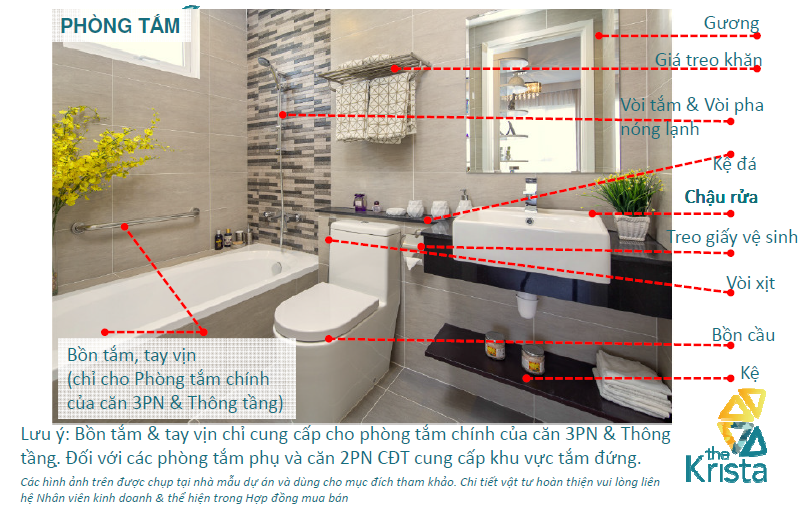 PHÒNG TẮM
Gương
Giá treo khăn
Vòi tắm & Vòi pha
nóng lạnh
Kệ đá
Chậu rửa
Treo giấy vệ sinh
Vòi xịt
Bồn cầu
Kệ
Bồn tắm, tay vịn
(chỉ cho Phòng tắm chính
của căn 3PN & Thông tầng)
Lưu ý: Bồn tắm & tay vịn chỉ cung cấp cho phòng tắm chính của căn 3PN & Thông
tầng. Đối với các phòng tắm phụ và căn 2PN CĐT cung cấp khu vực tắm đứng.
the
Krista
Các hình ảnh trên được chụp tại nhà mẫu dự án và dùng cho mục đích tham khảo. Chi tiết vật tư hoàn thiện vui lòng liên
hệ Nhân viên kinh doanh & thể hiện trong Hợp đồng mua bán